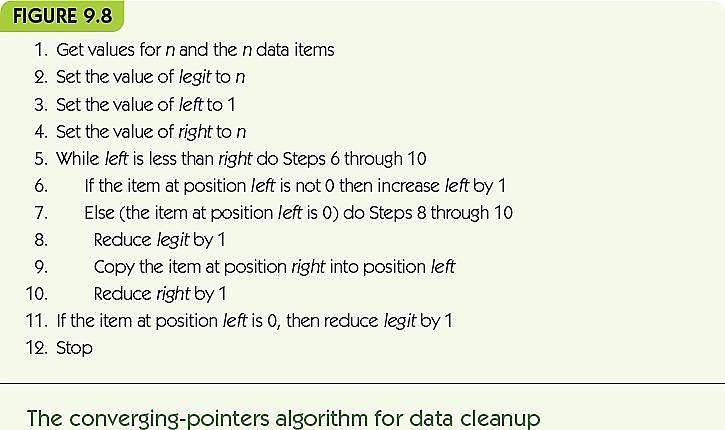 FIGURE 9.8
1. Get values for n and the n data items
2. Set the value of legit to n
3. Set the value of left to 1
4. Set the value of right to n
5. While left is less than right do Steps 6 through 10
6. If the item at position left is not 0 then increase left by 1
7. Else (the item at position left is 0) do Steps 8 through 10
8. Reduce legit by 1
9. Copy the item at position right into position left
10. Reduce right by 1
11. If the item at position left is 0, then reduce legit by 1
12. Stop
The converging-pointers algorithm for data cleanup